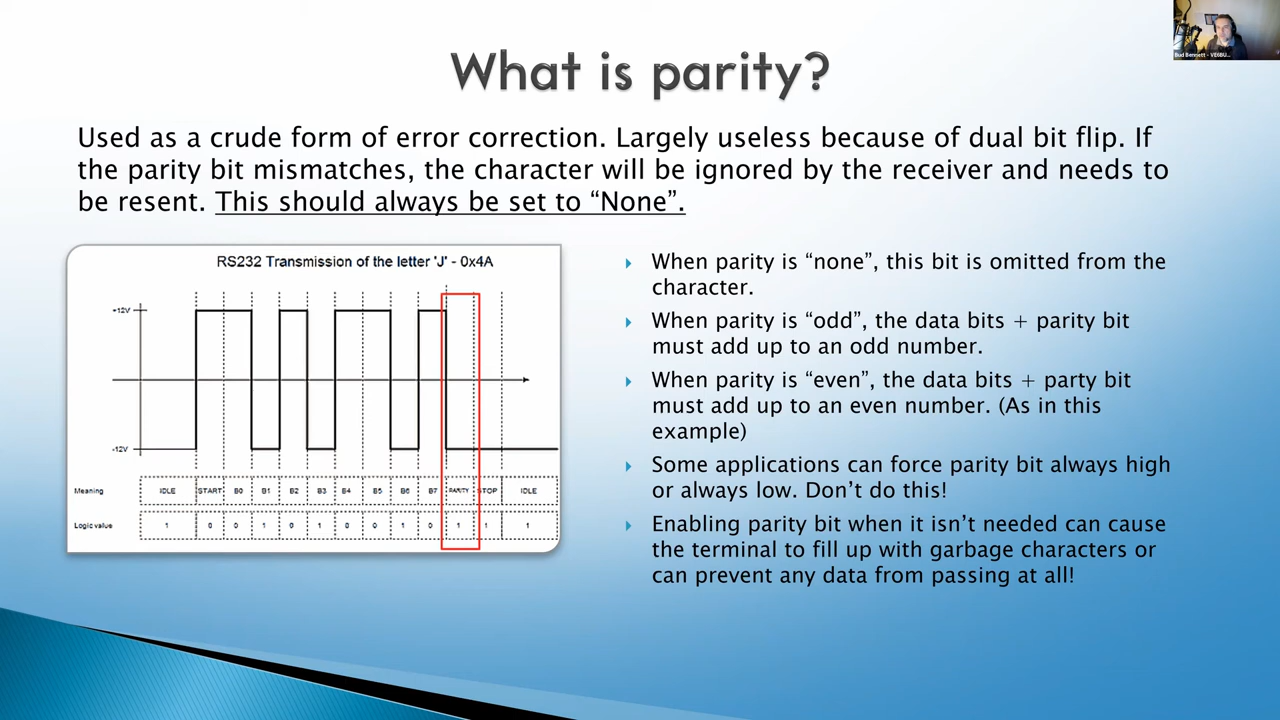 What is parity?
Used as a crude form of error correction. Largely useless because of dual bit flip. If
the parity bit mismatches, the character will be ignored by the receiver and needs to
be resent. This should always be set to “None”.
RS232 Transmission of the letter 'J' - 0x4A
+12V
-12V
Meaning IDLE START B0 B1 B2 B3 B4 B5 B6 B7 PARITY STOP IDLE
Logic value 1 0 0 1 0 1 0 0 1 0 1 1 1
When parity is “none”, this bit is omitted from the
character.
When parity is “odd”, the data bits + parity bit
must add up to an odd number.
When parity is “even”, the data bits + party bit
must add up to an even number. (As in this
example)
Some applications can force parity bit always high
or always low. Don’t do this!
Enabling parity bit when it isn’t needed can cause
the terminal to fill up with garbage characters or
can prevent any data from passing at all!
Bud Bennett - VE6BU...